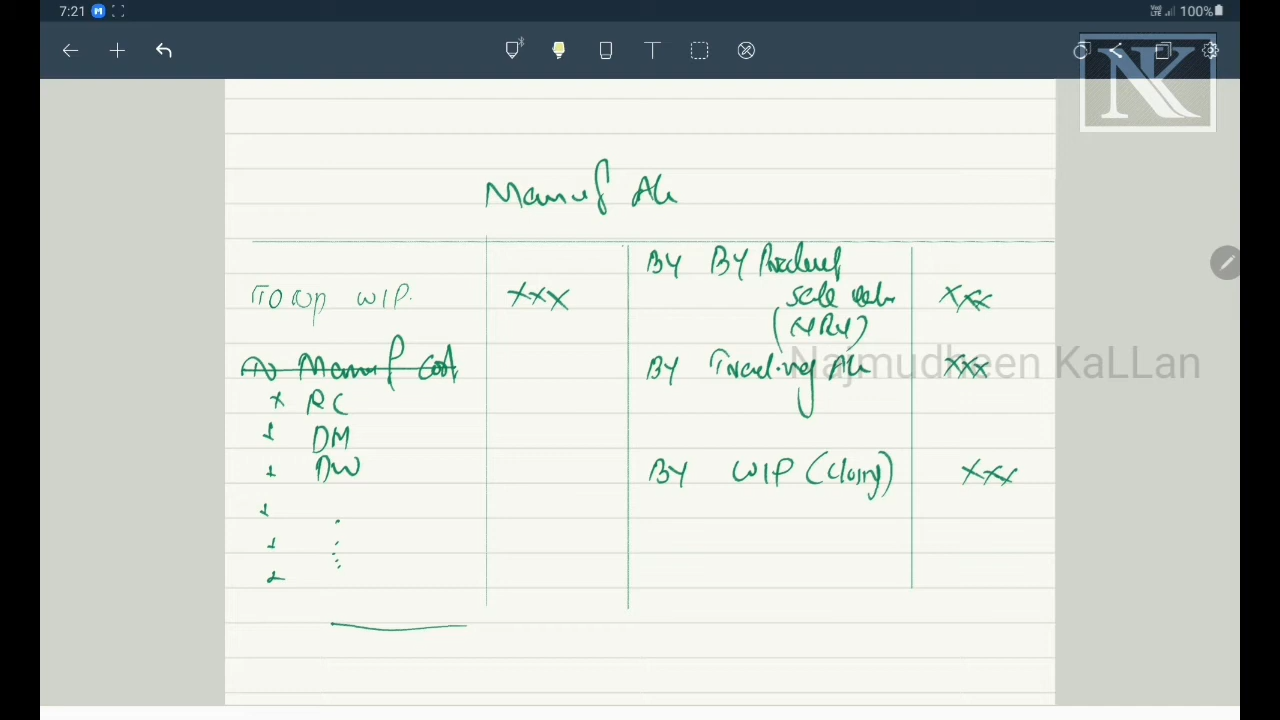 7:21 M 100%
NK
Manuf A/c
To op WIP. XXX
By By Product
Sale
(NRV) XXX
To Manuf Cost
By Trading A/c XXX
Najmudheen KaLLan
x RC
+ DM
+ DW
By WIP (Closing) XXX
+
+
+